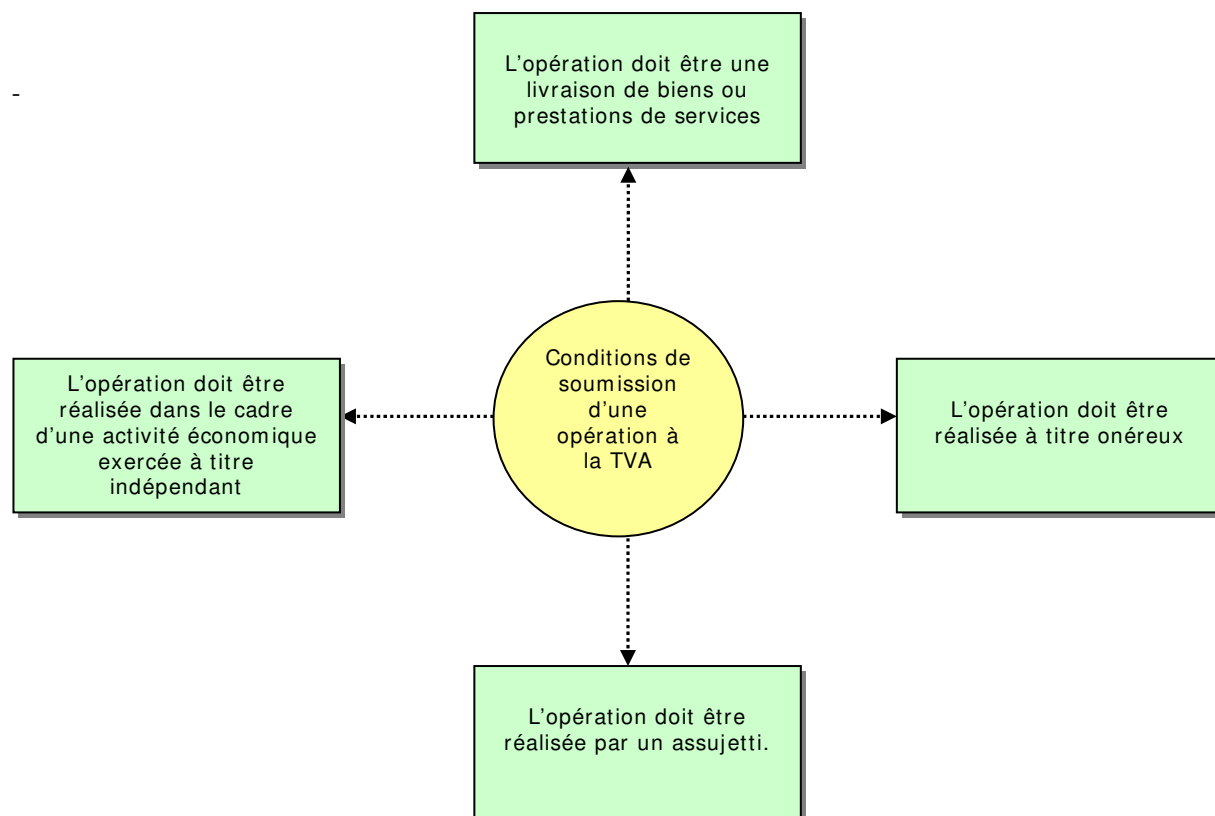 L'opération doit être une
livraison de biens ou
prestations de services
-
Conditions de
soumission
d'une
opération à
la TVA
L'opération doit être
réalisée dans le cadre
d'une activité économique
exercée à titre
indépendant
L'opération doit être
réalisée à titre onéreux
L'opération doit être
réalisée par un assujetti.